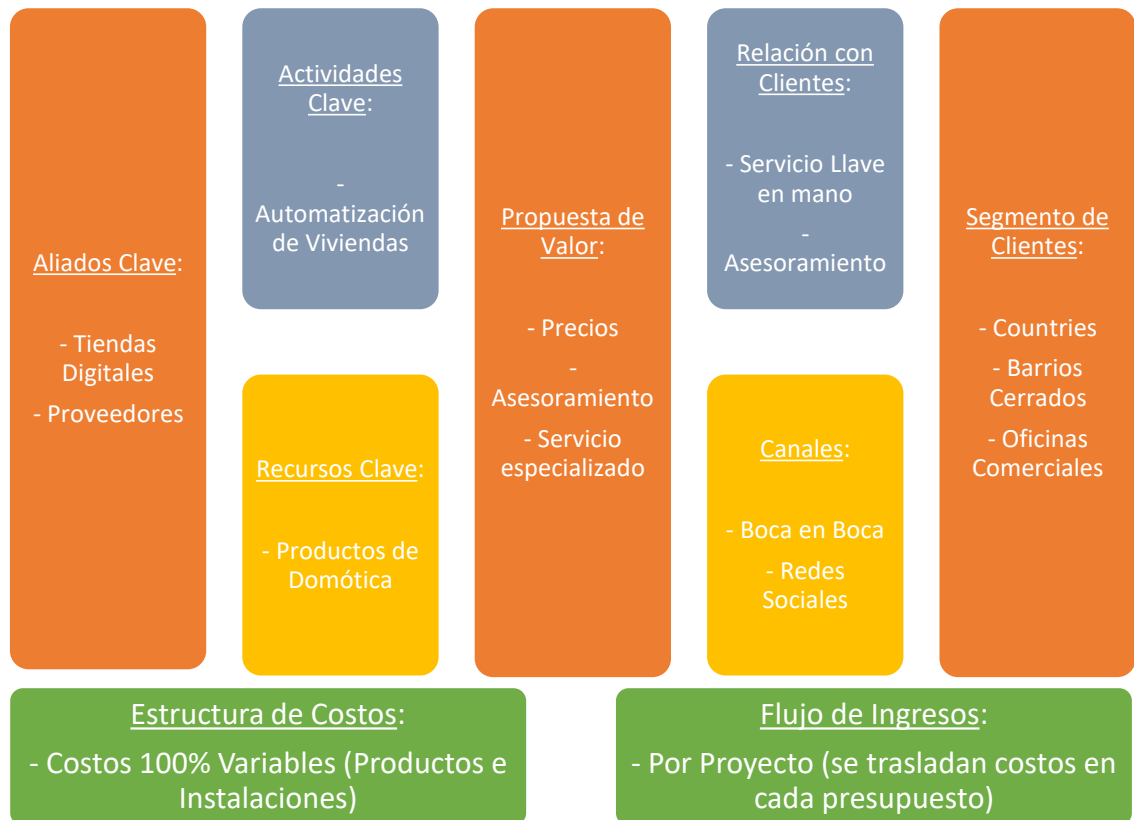 Aliados Clave:
- Tiendas
Digitales
- Proveedores
Actividades
Clave:
-
Automatización
de Viviendas
Recursos Clave:
- Productos de
Domótica
Propuesta de
Valor:
- Precios
-
Asesoramiento
- Servicio
especializado
Relación con
Clientes:
- Servicio Llave
en mano
-
Asesoramiento
Canales:
- Boca en Boca
- Redes
Sociales
Segmento de
Clientes:
- Countries
- Barrios
Cerrados
- Oficinas
Comerciales
Estructura de Costos:
- Costos 100% Variables (Productos e
Instalaciones)
Flujo de Ingresos:
- Por Proyecto (se trasladan costos en
cada presupuesto)